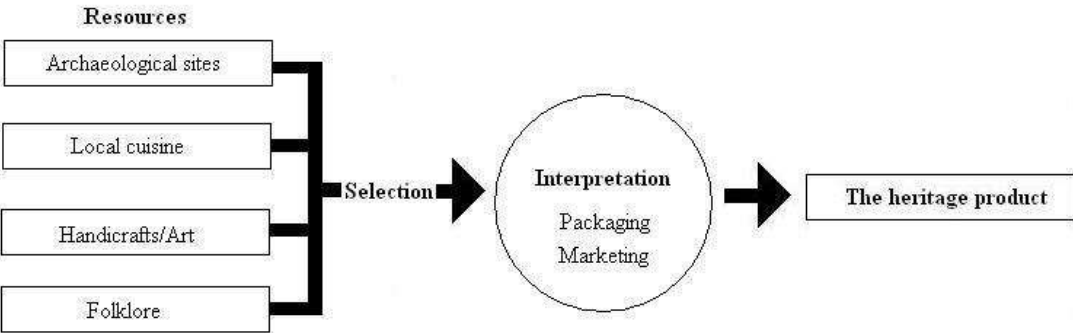 Resources
Archaeological sites
Local cuisine
Handicrafts/Art
Folklore
Selection
Interpretation
Packaging
Marketing
The heritage product